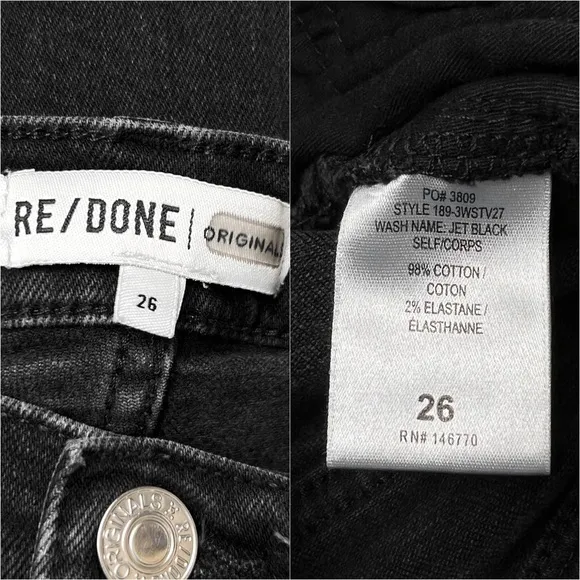 RE/DONE | ORIGINALS
26
ORIGINALS
PO# 3809
STYLE 189-3WSTV27
WASH NAME: JET BLACK
SELF/CORPS
98% COTTON /
COTON
2% ELASTANE /
ÉLASTHANNE
26
RN# 146770